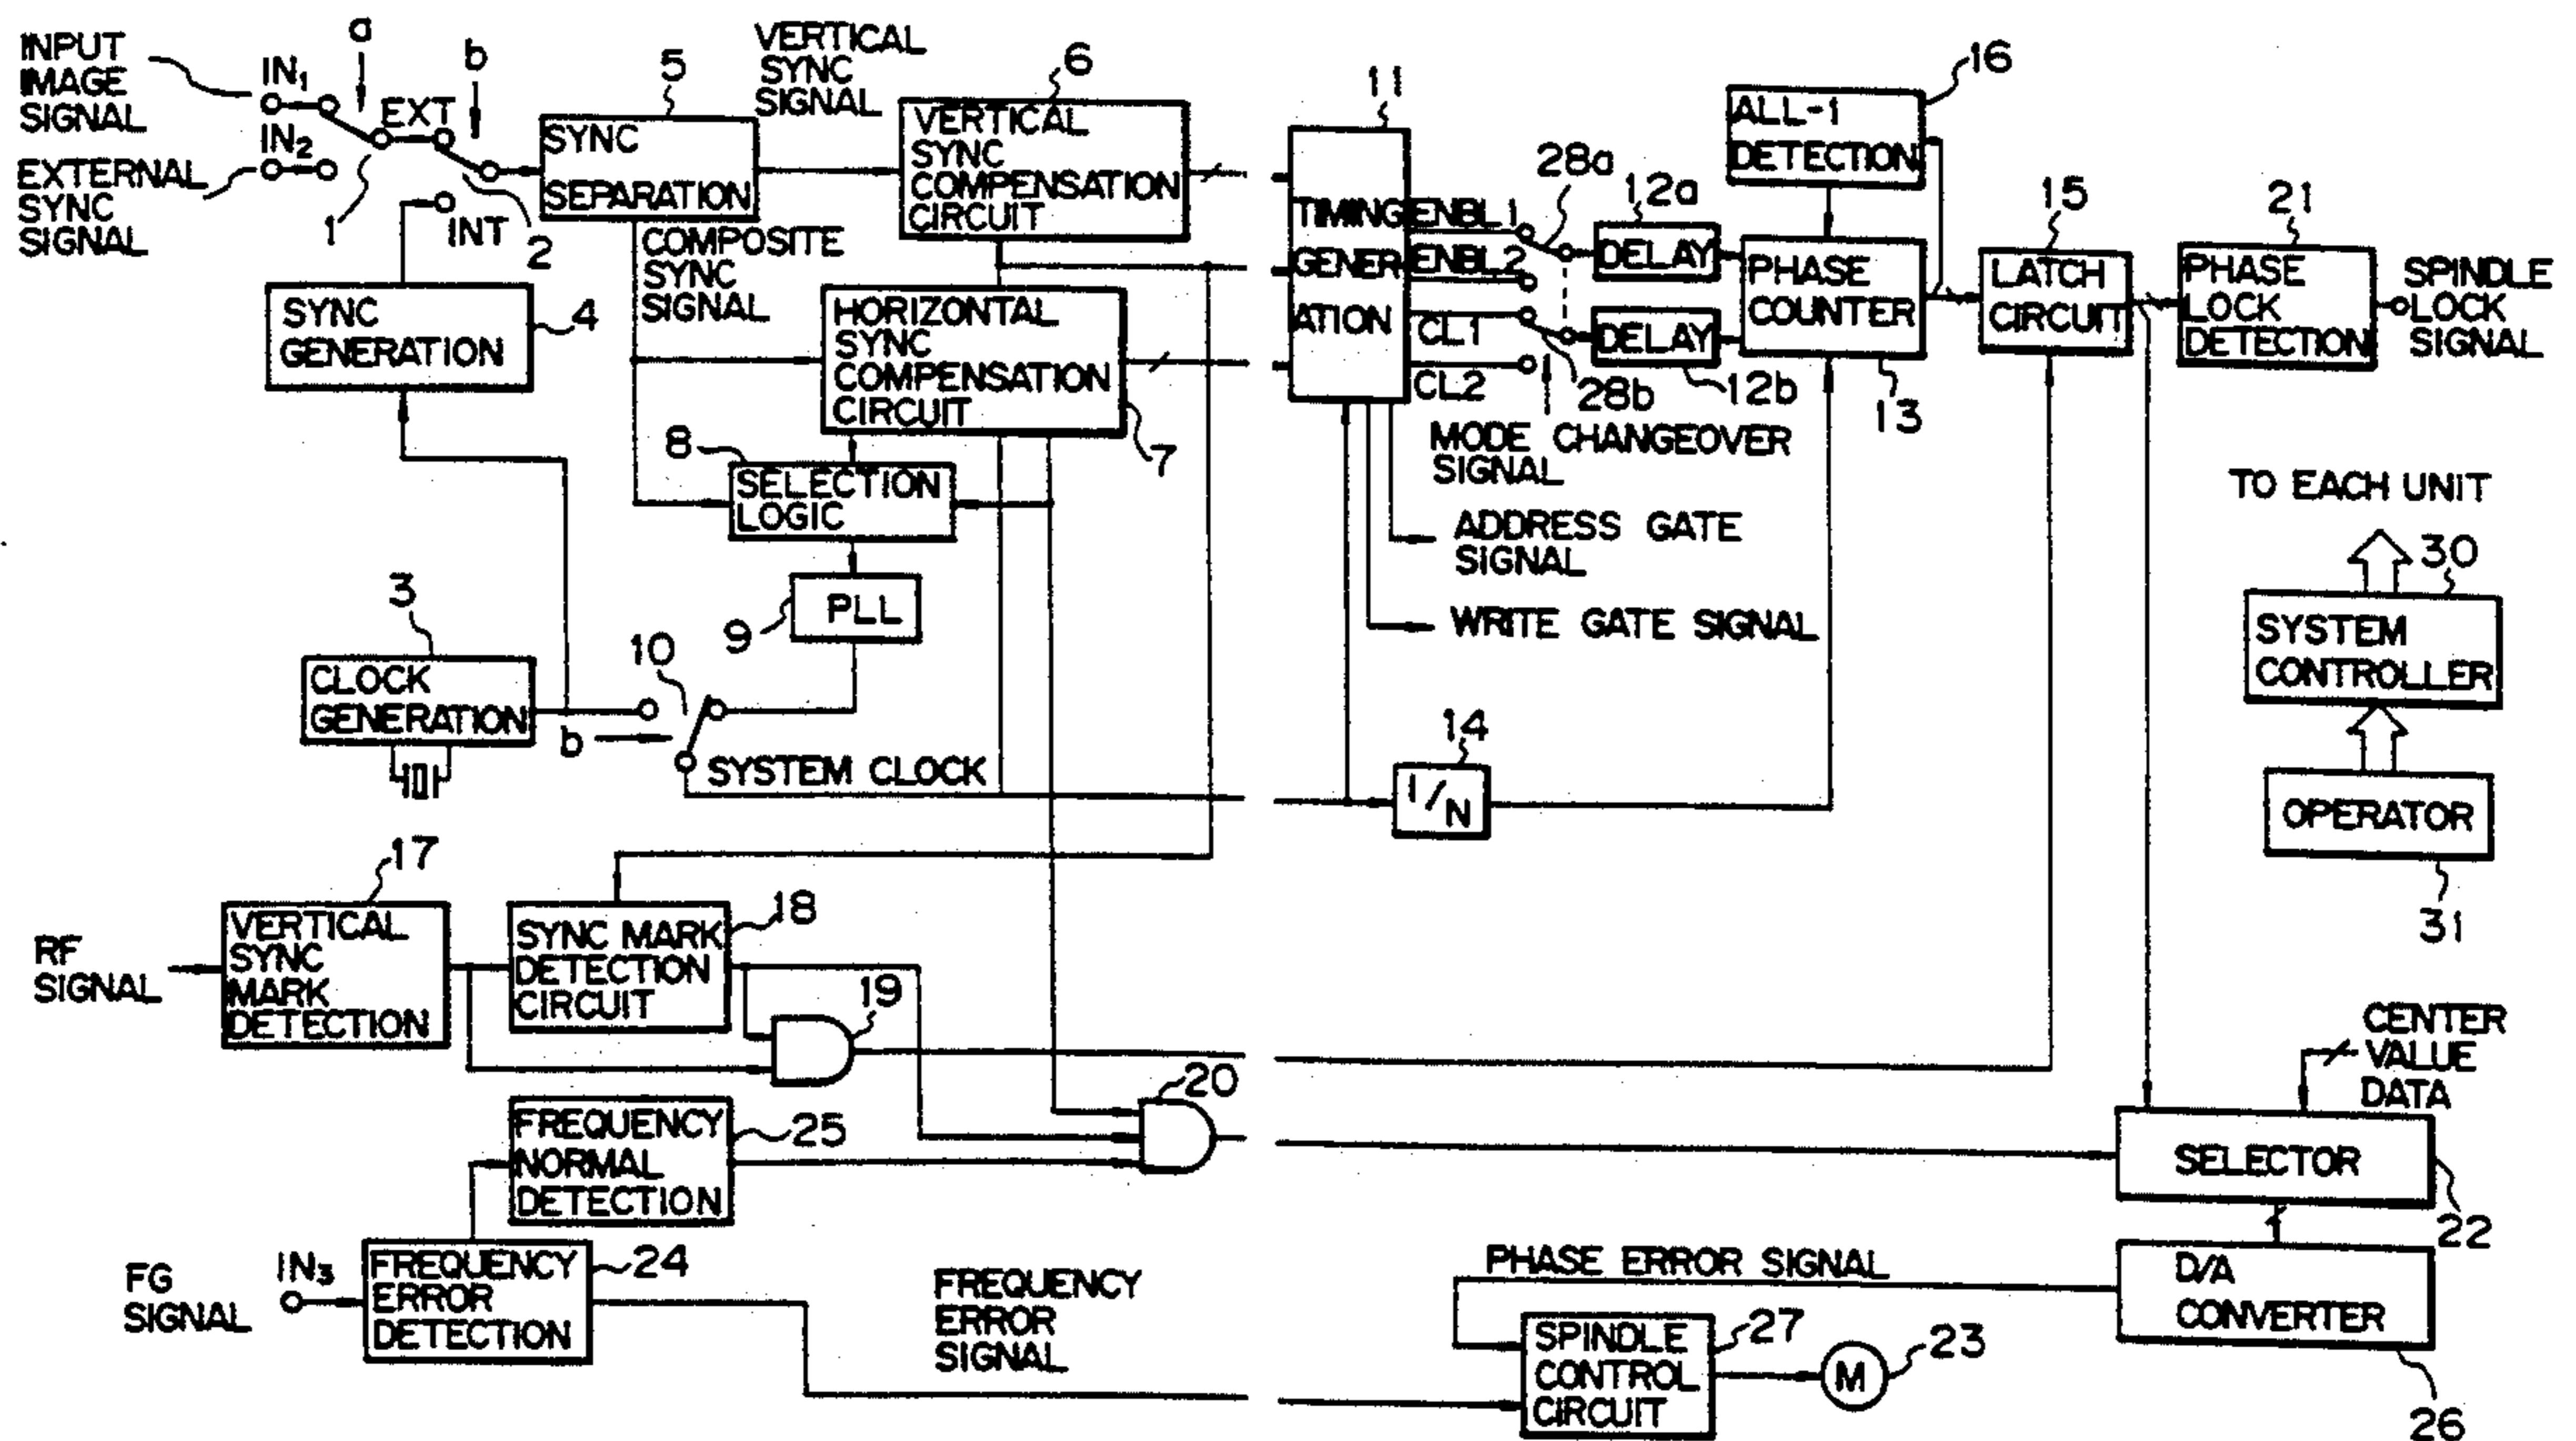 INPUT
IMAGE
SIGNAL
IN1
a
EXT
b
IN2
EXTERNAL
SYNC
SIGNAL
1
INT
2
5
SYNC
SEPARATION
VERTICAL
SYNC
SIGNAL
6
VERTICAL
SYNC
COMPENSATION
CIRCUIT
COMPOSITE
SYNC
SIGNAL
SYNC
GENERATION
4
HORIZONTAL
SYNC
COMPENSATION
CIRCUIT
7
8
SELECTION
LOGIC
9
PLL
3
CLOCK
GENERATION
10
b
SYSTEM CLOCK
11
TIMING
GENER
ATION
ENBL1
ENBL2
CL1
CL2
28a
28b
12a
DELAY
DELAY
12b
MODE CHANGEOVER
SIGNAL
ADDRESS GATE
SIGNAL
WRITE GATE SIGNAL
14
1/N
16
ALL-1
DETECTION
PHASE
COUNTER
13
15
LATCH
CIRCUIT
21
PHASE
LOCK
DETECTION
SPINDLE
LOCK
SIGNAL
TO EACH UNIT
30
SYSTEM
CONTROLLER
OPERATOR
31
RF
SIGNAL
17
VERTICAL
SYNC
MARK
DETECTION
18
SYNC MARK
DETECTION
CIRCUIT
19
20
FREQUENCY
NORMAL
DETECTION
25
FG
SIGNAL
IN3
FREQUENCY
ERROR
DETECTION
24
FREQUENCY
ERROR
SIGNAL
CENTER
VALUE
DATA
SELECTOR
22
PHASE ERROR SIGNAL
D/A
CONVERTER
26
SPINDLE
CONTROL
CIRCUIT
27
M
23